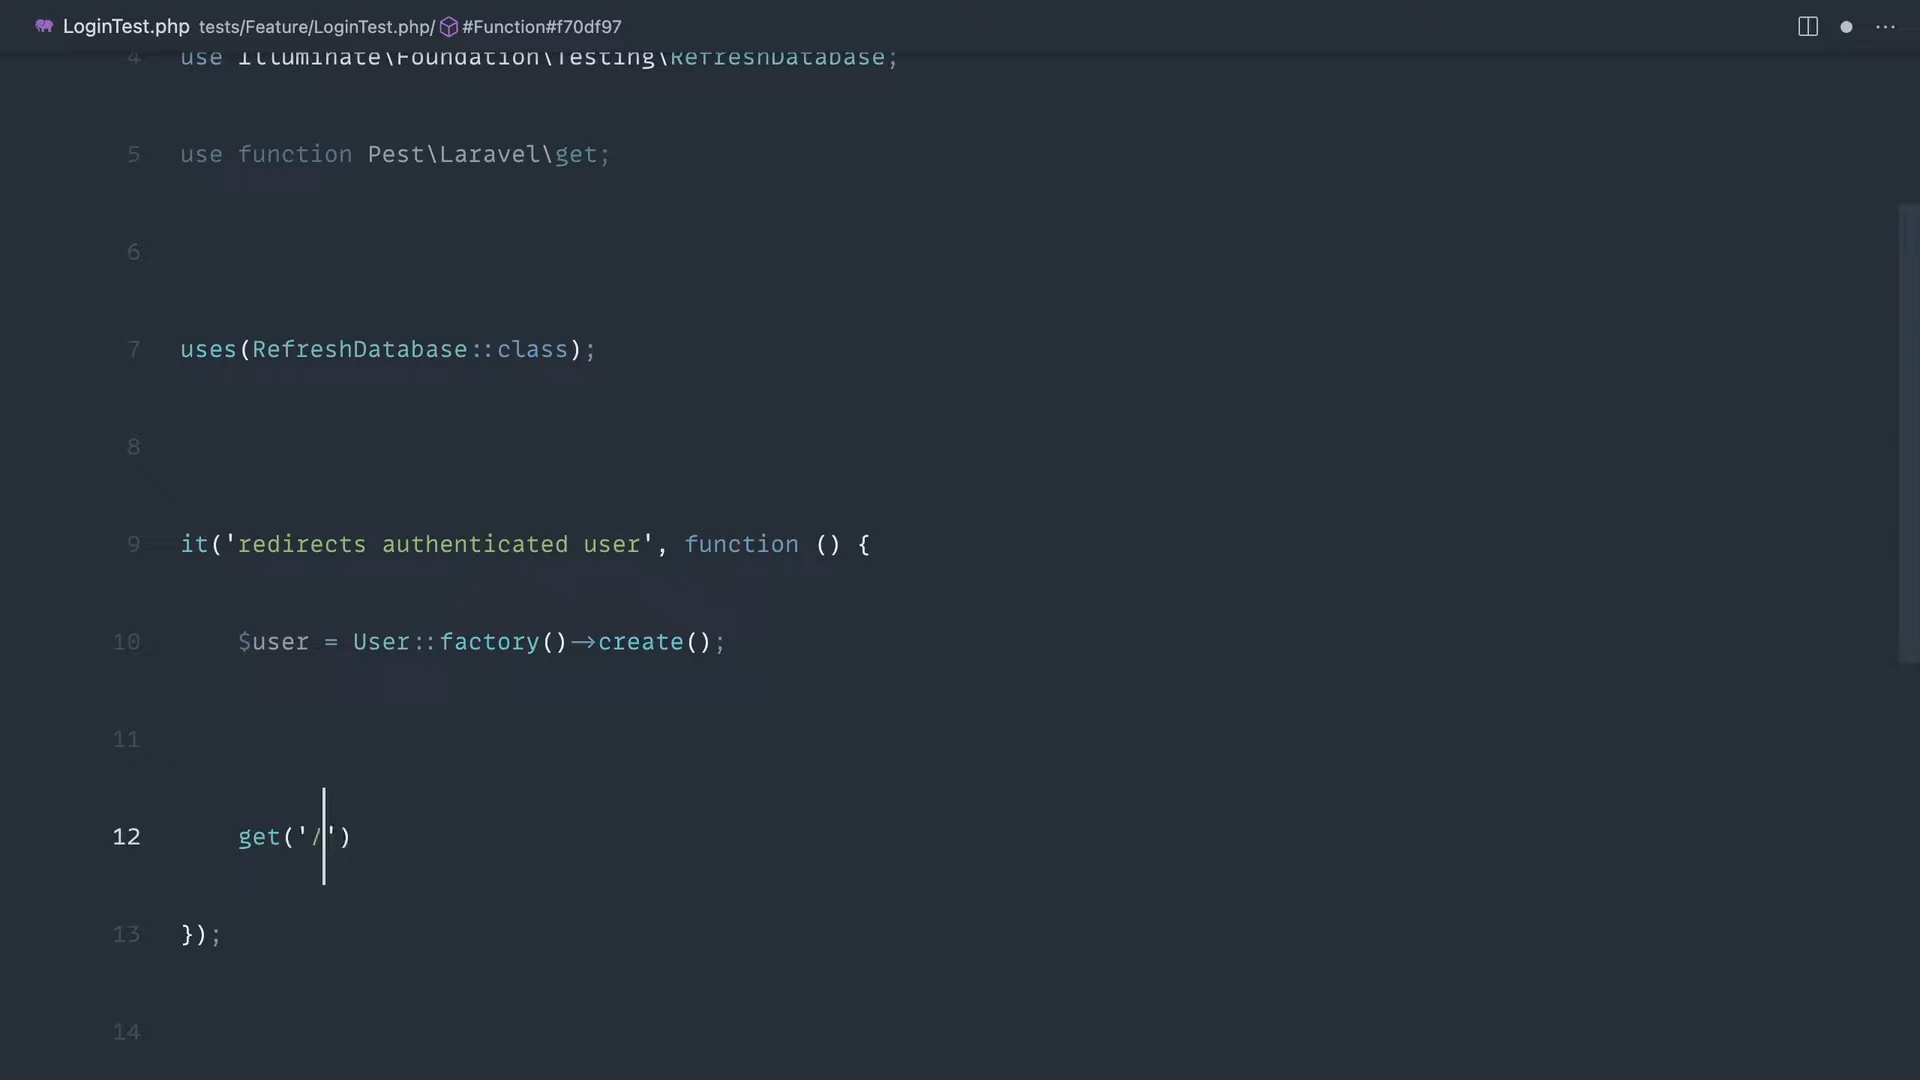 LoginTest.php tests/Feature/LoginTest.php/ #Function#f70df97 ...
4 use Illuminate\Foundation\Testing\RefreshDatabase;
5 use function Pest\Laravel\get;
6
7 uses(RefreshDatabase::class);
8
9 it('redirects authenticated user', function () {
10 $user = User::factory()->create();
11
12 get('/')
13 });
14